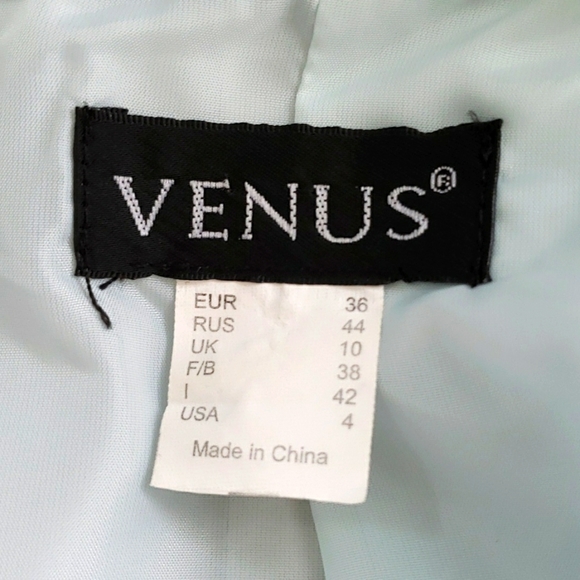 VENUS®
EUR 36
RUS 44
UK 10
F/B 38
I 42
USA 4
Made in China